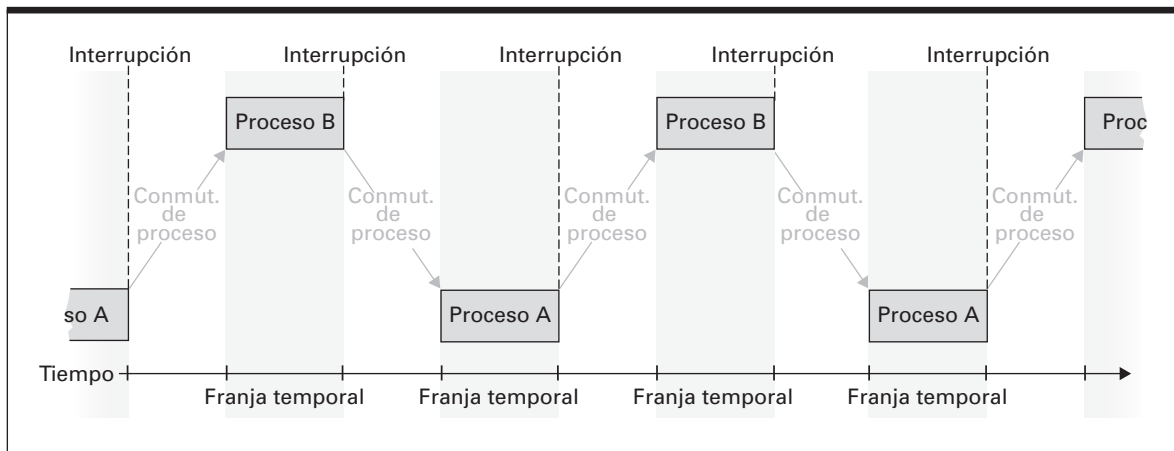 Interrupción Interrupción Interrupción Interrupción Interrupción
Proceso B Proceso B Proc
Conmut. Conmut. Conmut. Conmut. Conmut.
de de de de de
proceso proceso proceso proceso proceso
so A Proceso A Proceso A
Tiempo
Franja temporal Franja temporal Franja temporal Franja temporal